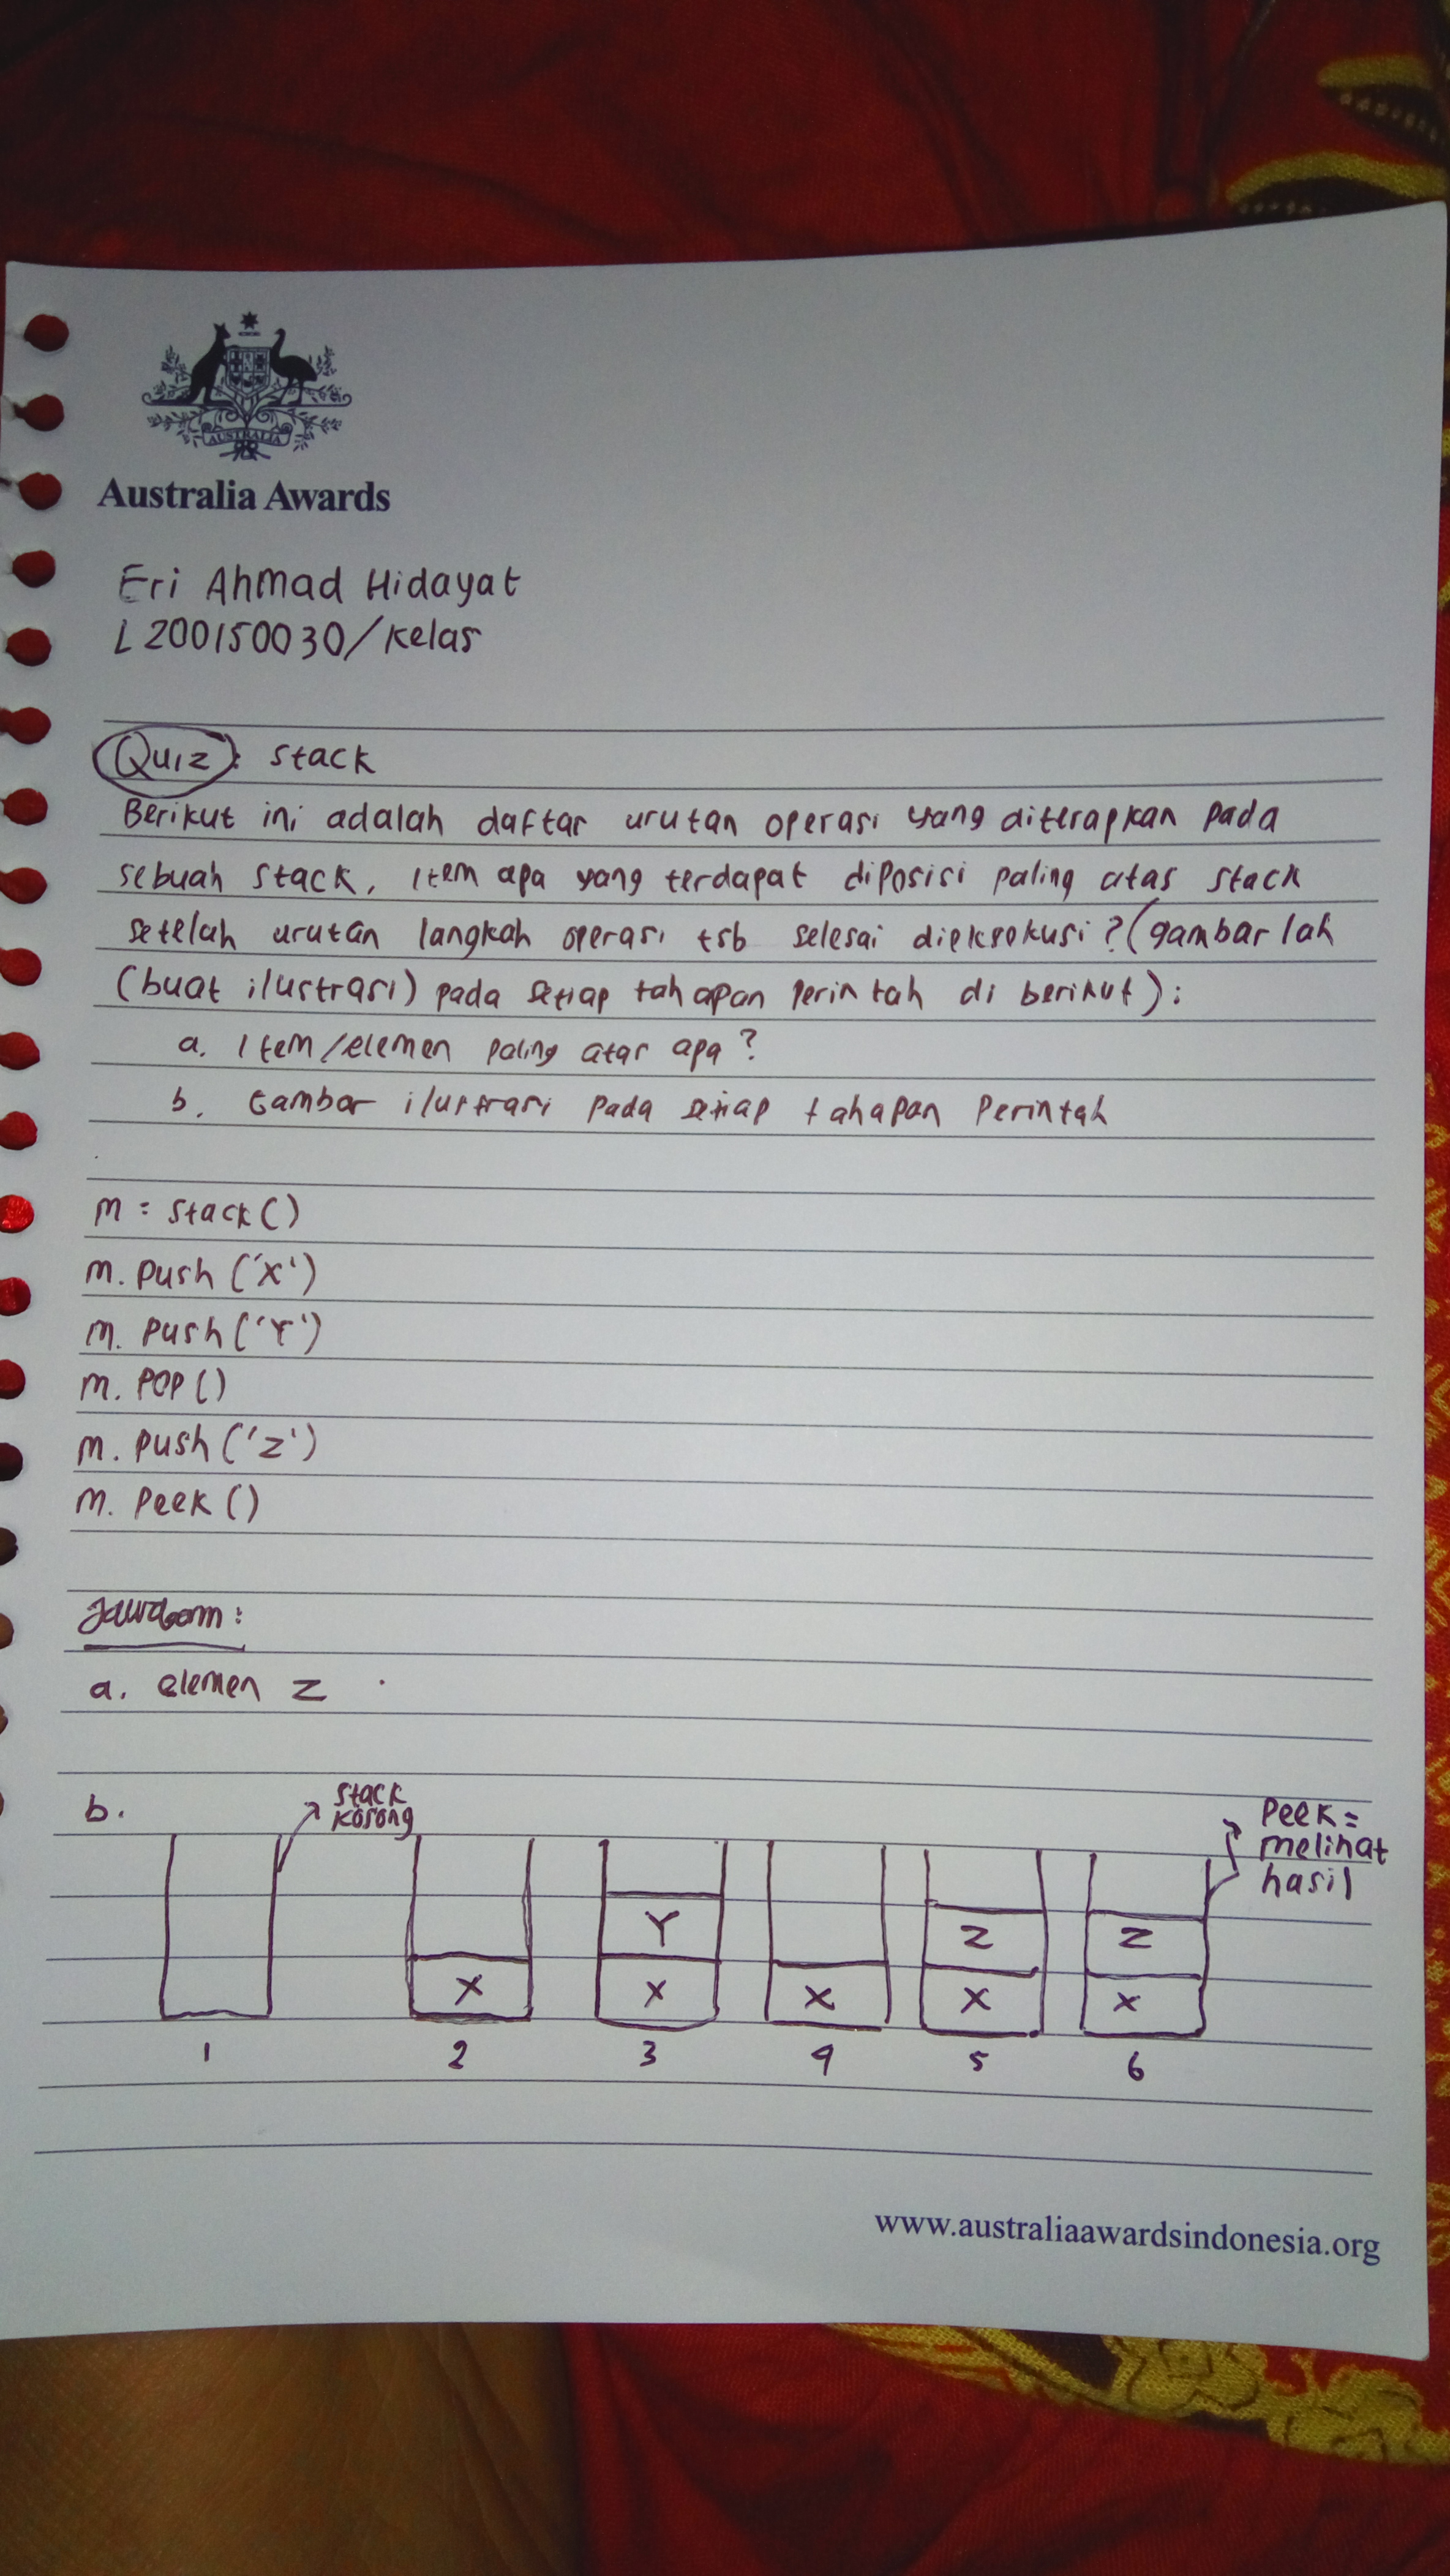 AUSTRALIA
Australia Awards
Eri Ahmad Hidayat
L200150030/Kelas
Quiz : Stack
Berikut ini adalah daftar urutan operasi yang diterapkan pada
sebuah stack, Item apa yang terdapat diposisi paling atas stack
setelah urutan langkah operasi tsb selesai dieksekusi? (gambarlah
(buat ilustrasi) pada setiap tahapan perintah di berikut) :
a. Item/elemen paling atas apa?
b. Gambar ilustrasi pada setiap tahapan Perintah
m = Stack()
m. Push ('X')
m. Push ('Y')
m. POP ()
m. Push ('Z')
m. Peek ()
Jawaban :
a. elemen Z
b.
Stack
kosong
Peek =
melihat
hasil
Y Z Z
X X X X X
1 2 3 4 5 6
www.australiaawardsindonesia.org